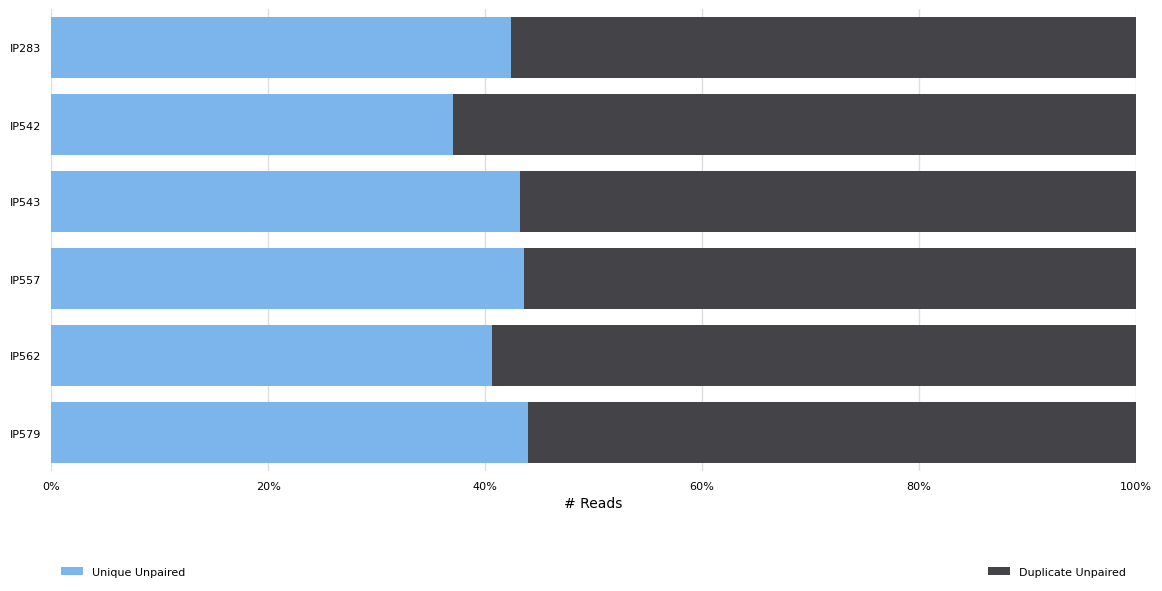 IP283
IP542
IP543
IP557
IP562
IP579
0% 20% 40% 60% 80% 100%
# Reads
Unique Unpaired Duplicate Unpaired